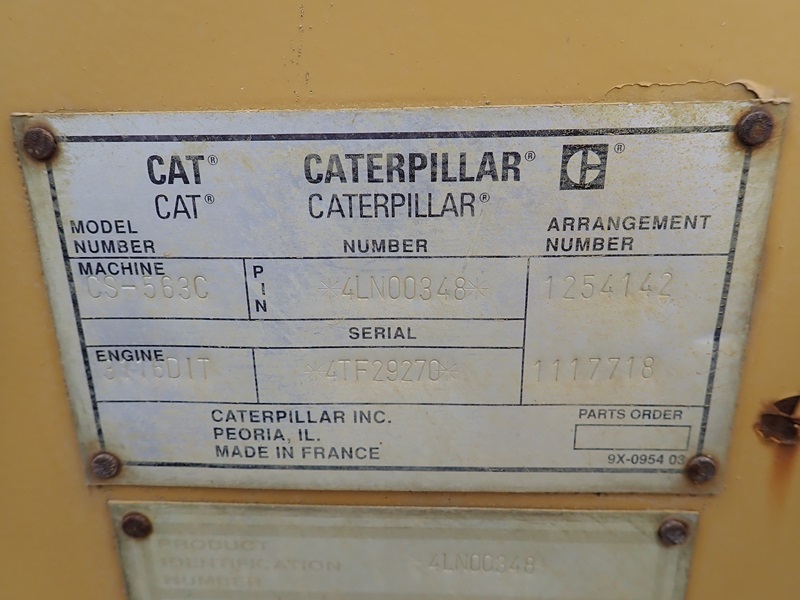 CAT® CATERPILLAR® ®
CAT® CATERPILLAR®
MODEL NUMBER NUMBER ARRANGEMENT NUMBER
MACHINE CS-563C PIN *4LN00348* 1254142
SERIAL
ENGINE 3116DIT *4TF29270* 1117718
CATERPILLAR INC. PARTS ORDER
PEORIA, IL.
MADE IN FRANCE 9X-0954 03
PRODUCT
IDENTIFICATION 4LN00348
NUMBER